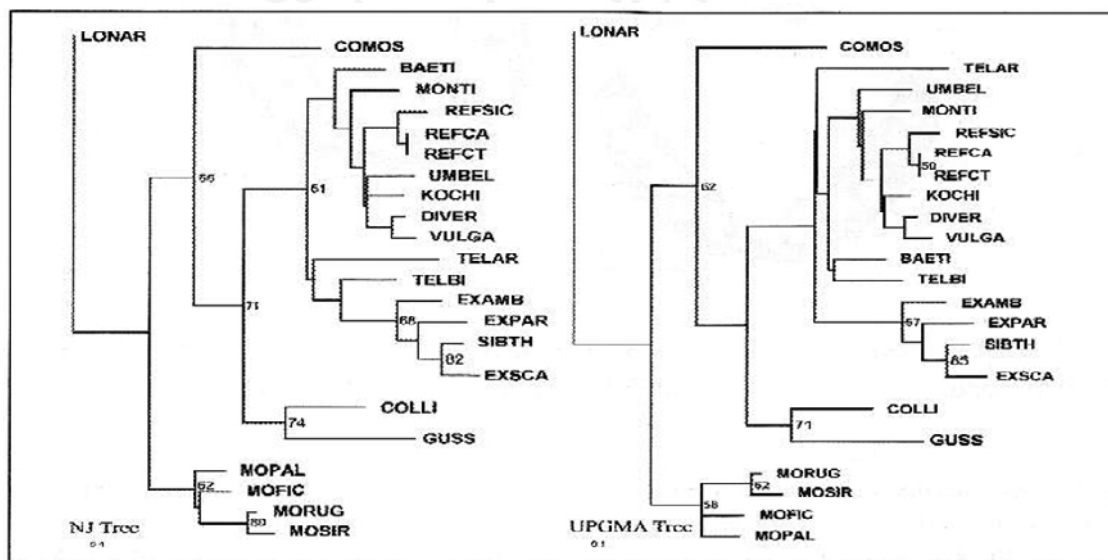 LONAR
COMOS
BAETI
MONTI
REFSIC
REFCA
REFCT
UMBEL
KOCHI
DIVER
VULGA
TELAR
TELBI
EXAMB
EXPAR
SIBTH
EXSCA
COLLI
GUSS
MOPAL
MOFIC
MORUG
MOSIR
61
71
68
82
74
62
NJ Tree
LONAR
COMOS
TELAR
UMBEL
MONTI
REFSIC
REFCA
REFCT
KOCHI
DIVER
VULGA
BAETI
TELBI
EXAMB
EXPAR
SIBTH
EXSCA
COLLI
GUSS
MORUG
MOSIR
MOFIC
MOPAL
62
67
85
71
62
58
UPGMA Tree